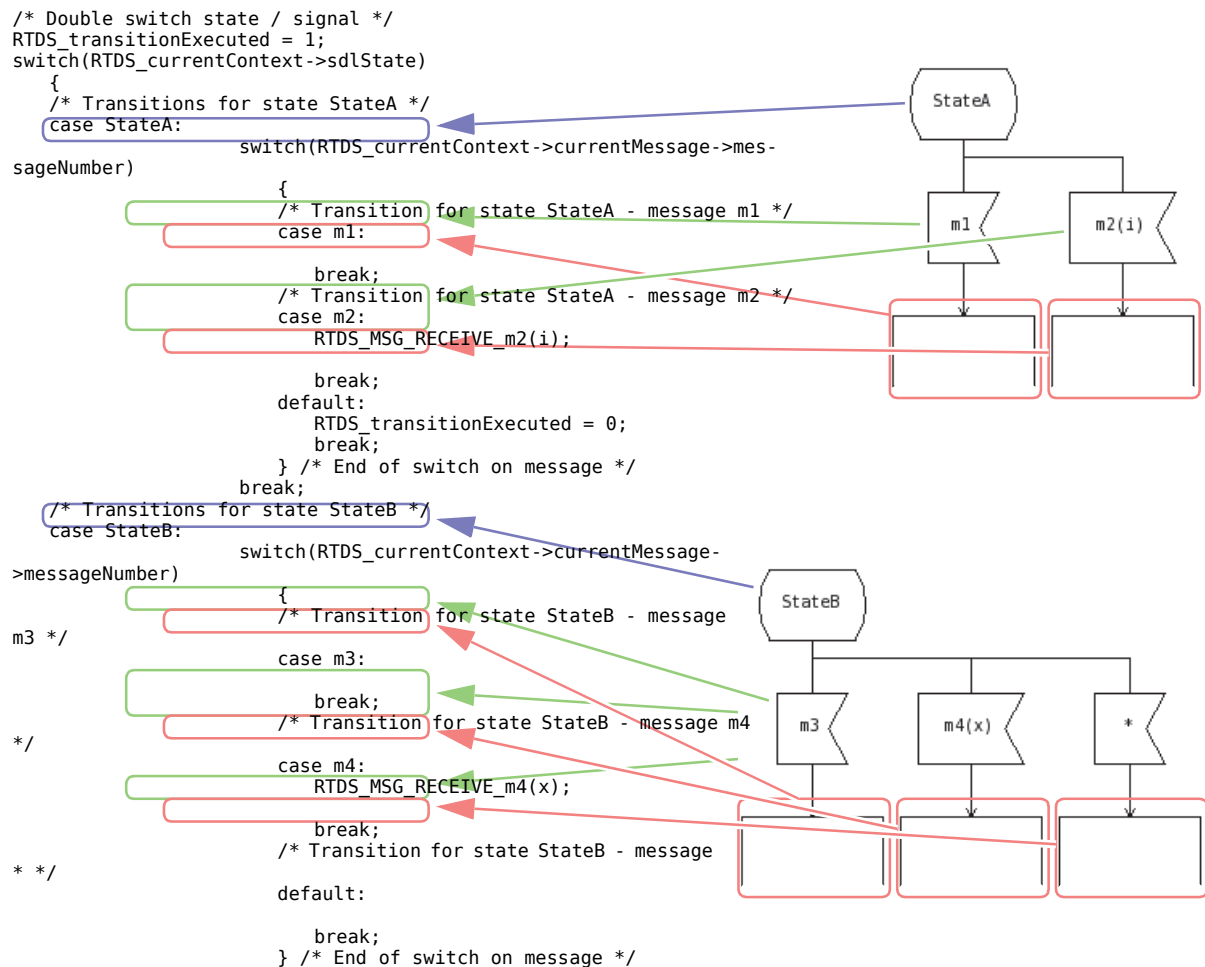 /* Double switch state / signal */
RTDS_transitionExecuted = 1;
switch(RTDS_currentContext->sdlState)
{
/* Transitions for state StateA */
case StateA:
switch(RTDS_currentContext->currentMessage->mes-
sageNumber)
{
/* Transition for state StateA - message m1 */
case m1:
break;
/* Transition for state StateA - message m2 */
case m2:
RTDS_MSG_RECEIVE_m2(i);
break;
default:
RTDS_transitionExecuted = 0;
break;
} /* End of switch on message */
break;
/* Transitions for state StateB */
case StateB:
switch(RTDS_currentContext->currentMessage-
>messageNumber)
{
/* Transition for state StateB - message
m3 */
case m3:
break;
/* Transition for state StateB - message m4
*/
case m4:
RTDS_MSG_RECEIVE_m4(x);
break;
/* Transition for state StateB - message
* */
default:
break;
} /* End of switch on message */
StateA
m1
m2(i)
StateB
m3
m4(x)
*